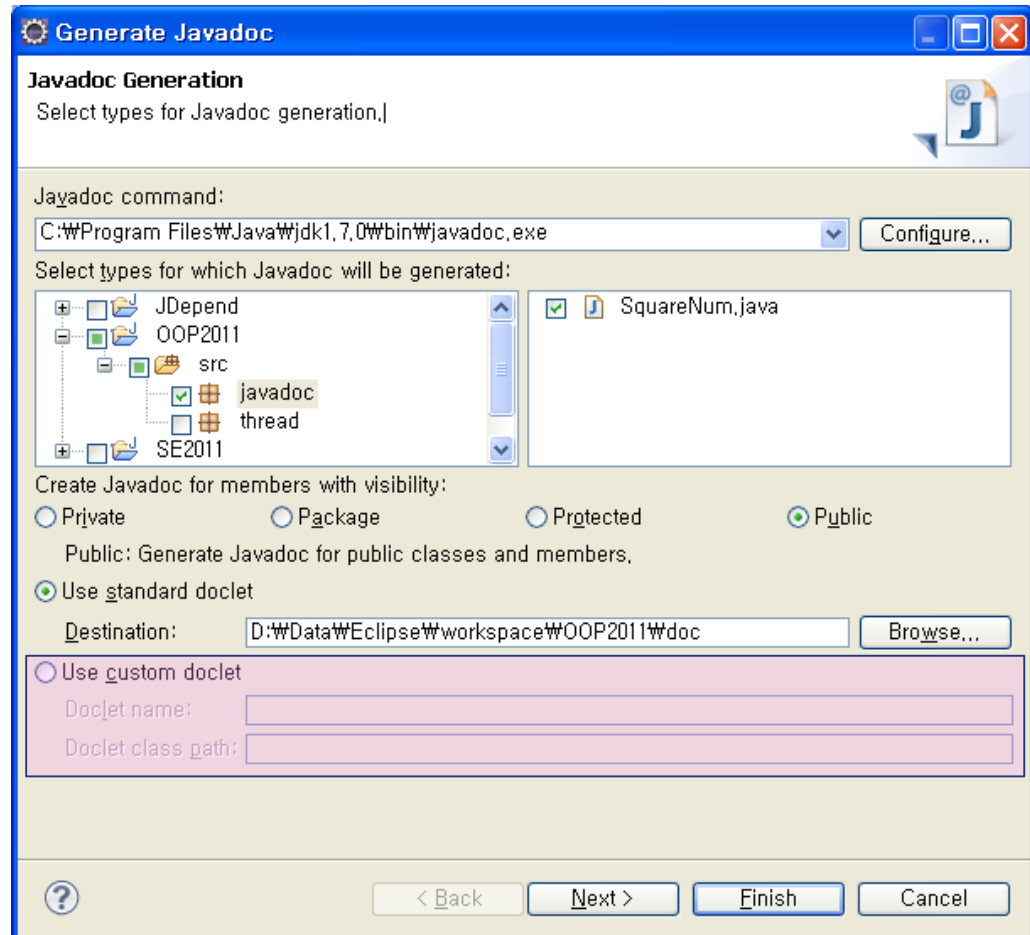 Generate Javadoc
Javadoc Generation
Select types for Javadoc generation.
Javadoc command:
C:₩Program Files₩Java₩jdk1.7.0₩bin₩javadoc.exe Configure...
Select types for which Javadoc will be generated:
JDepend SquareNum.java
OOP2011
src
javadoc
thread
SE2011
Create Javadoc for members with visibility:
Private Package Protected Public
Public: Generate Javadoc for public classes and members.
Use standard doclet
Destination: D:₩Data₩Eclipse₩workspace₩OOP2011₩doc Browse...
Use custom doclet
Doclet name:
Doclet class path:
< Back Next > Finish Cancel